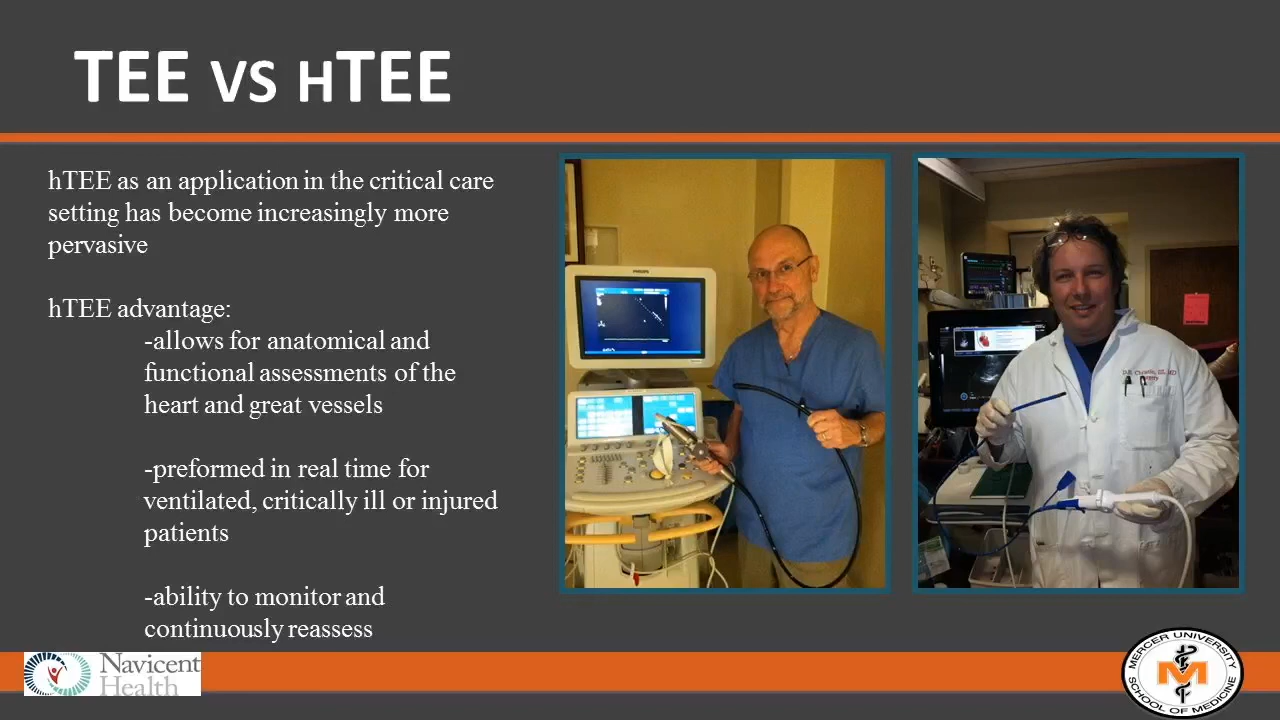 TEE VS HTEE
hTEE as an application in the critical care
setting has become increasingly more
pervasive
hTEE advantage:
-allows for anatomical and
functional assessments of the
heart and great vessels
-preformed in real time for
ventilated, critically ill or injured
patients
-ability to monitor and
continuously reassess
PHILIPS
Navicent
Health
MERCER UNIVERSITY
M
SCHOOL OF MEDICINE